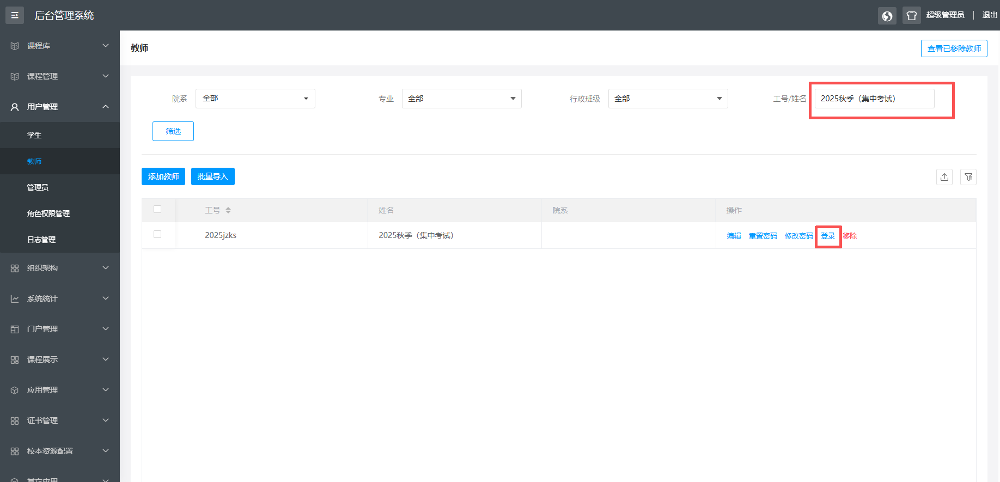 后台管理系统
超级管理员 | 退出
课程库
课程管理
用户管理
学生
教师
管理员
角色权限管理
日志管理
组织架构
系统统计
门户管理
课程展示
应用管理
证书管理
校本资源配置
其它应用
教师
查看已移除教师
院系 全部 专业 全部 行政班级 全部 工号/姓名 2025秋季（集中考试）
筛选
添加教师 批量导入
工号 姓名 院系 操作
2025jzks 2025秋季（集中考试） 编辑 重置密码 修改密码 登录 移除